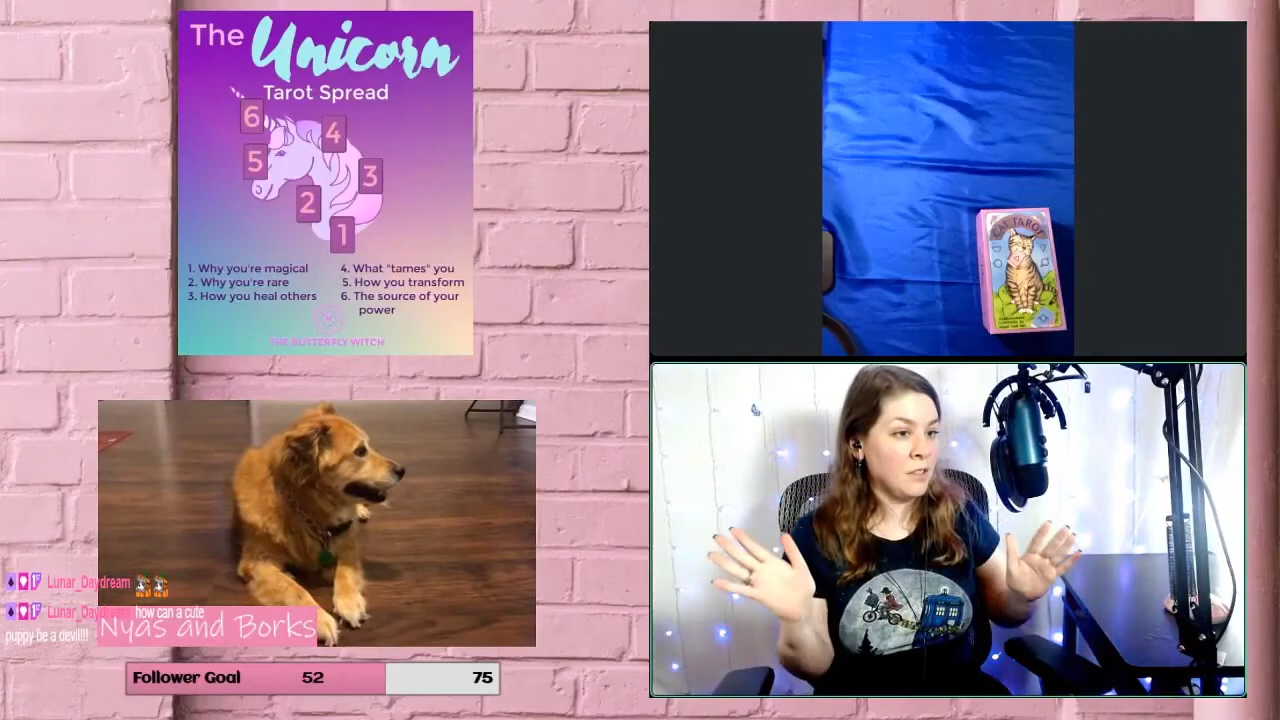 The Unicorn
Tarot Spread
6
4
5
3
2
1
1. Why you're magical
2. Why you're rare
3. How you heal others
4. What "tames" you
5. How you transform
6. The source of your
power
THE BUTTERFLY WITCH
CAT TAROT
Lunar_Daydream
Lunar_Daydream how can a cute
puppy be a devil!!!
Nyas and Borks
Follower Goal 52 75